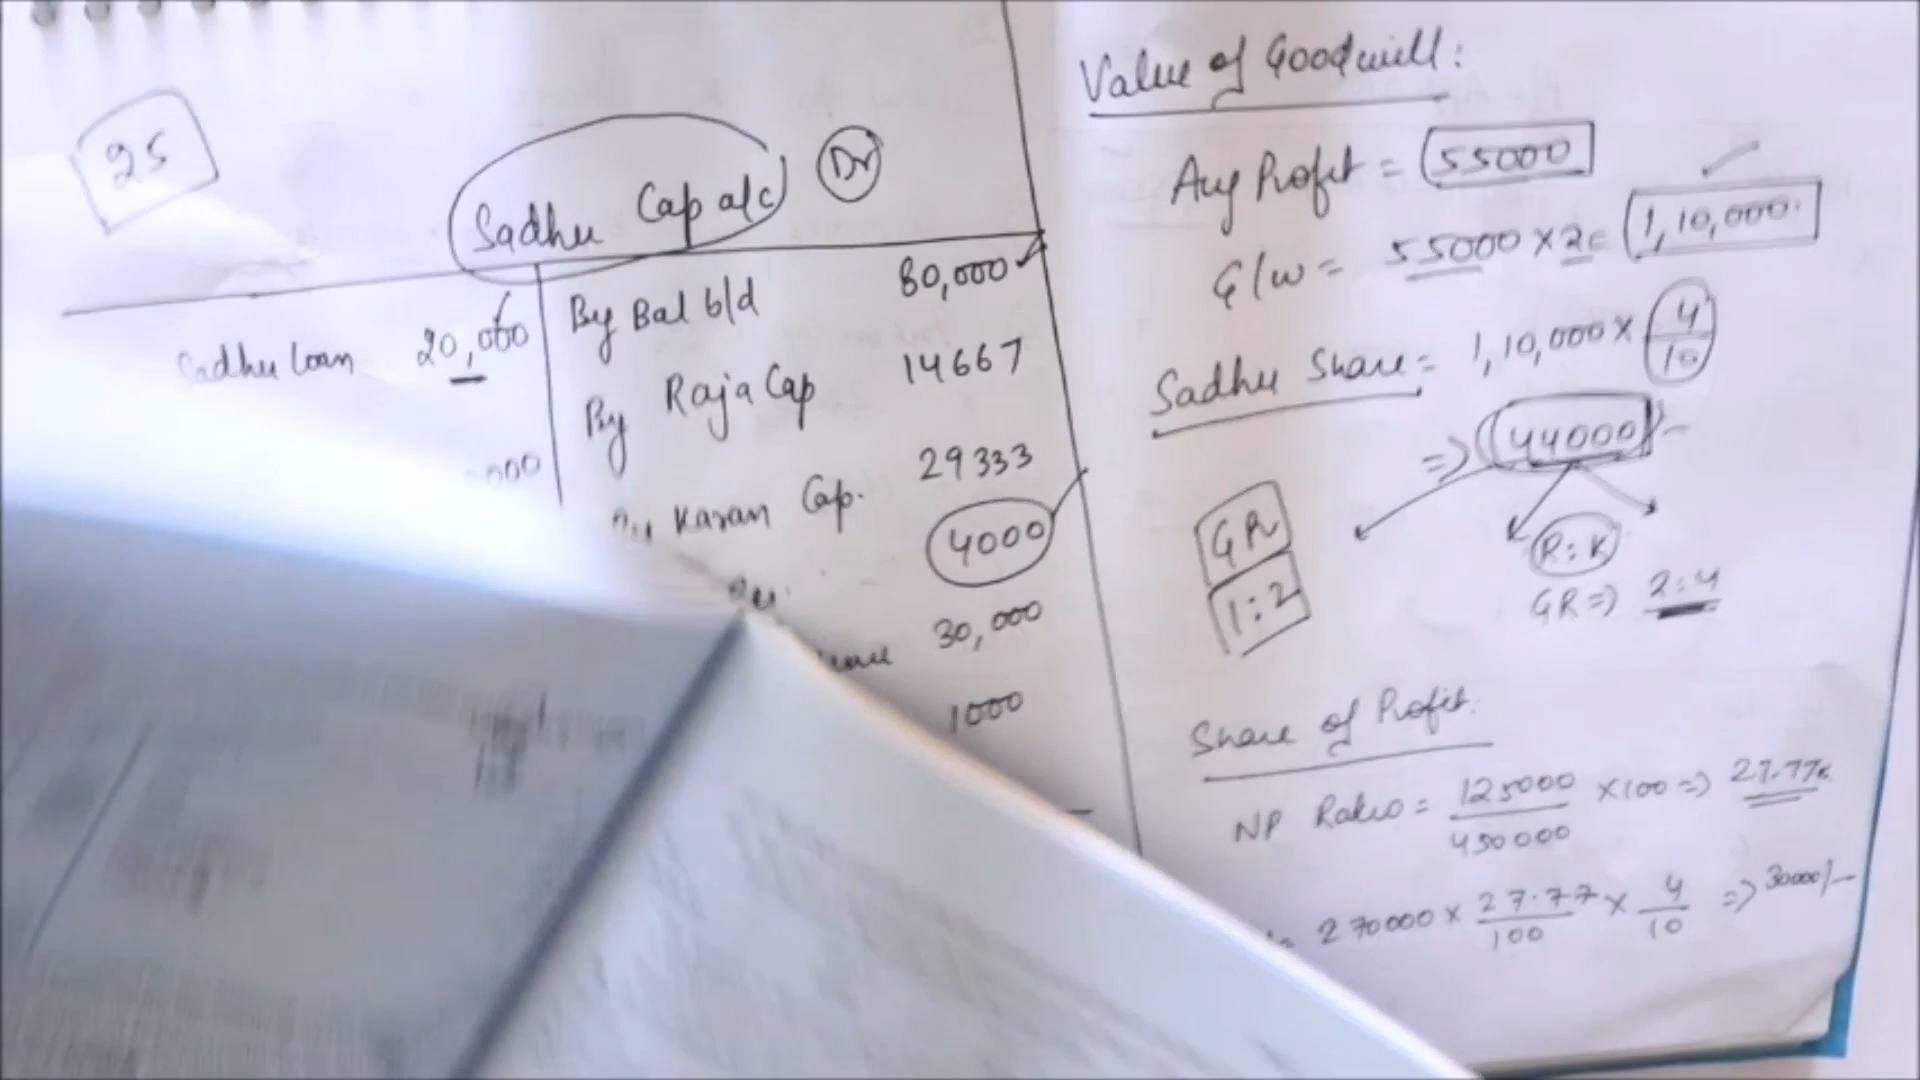 25
Sadhu Cap a/c Dr
Sadhu loan 20,000
000
By Bal b/d 80,000
By Raja Cap 14667
By Karan Cap. 29333
4000
30,000
1000
Value of Goodwill:
Avg Profit = 55000
G/w = 55000 x 2 = 1,10,000.
Sadhu Share = 1,10,000 x 4/10
=> 44000/-
GR
1:2
R:K
GR => 2:4
Share of Profit.
NP Ratio = 125000/450000 x 100 => 27.77%
= 270000 x 27.77/100 x 4/10 => 30000/-